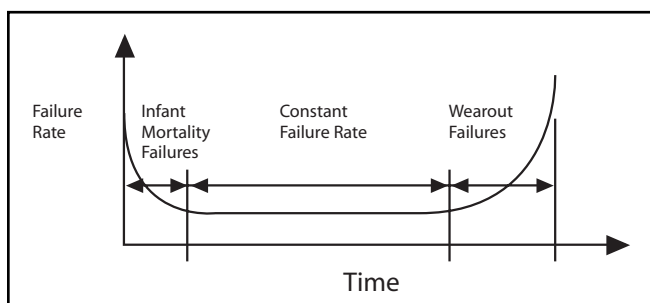 Failure
Rate
Infant
Mortality
Failures
Constant
Failure Rate
Wearout
Failures
Time